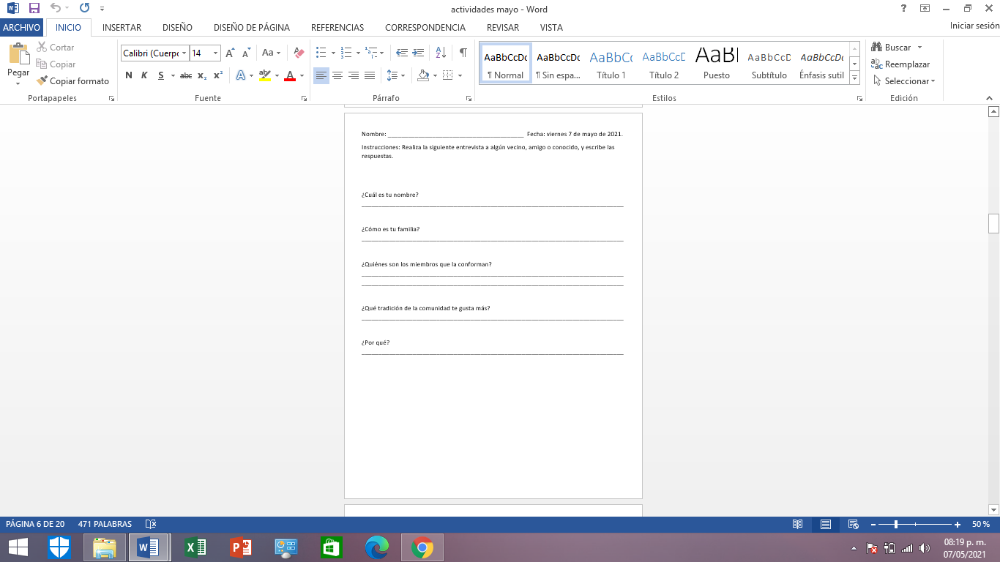 actividades mayo - Word
ARCHIVO INICIO INSERTAR DISEÑO DISEÑO DE PÁGINA REFERENCIAS CORRESPONDENCIA REVISAR VISTA Iniciar sesión
Pegar
Cortar
Copiar
Copiar formato
Portapapeles
Calibri (Cuerpo 14
N K S abc x₂ x²
Fuente
Párrafo
AaBbCcDc AaBbCcDc AaBbCc AaBbCcD AaBl AaBbCcD AaBbCcDc
¶ Normal ¶ Sin espa... Título 1 Título 2 Puesto Subtítulo Énfasis sutil
Estilos
Buscar
Reemplazar
Seleccionar
Edición
Nombre: ______________________________________ Fecha: viernes 7 de mayo de 2021.
Instrucciones: Realiza la siguiente entrevista a algún vecino, amigo o conocido, y escribe las
respuestas.
¿Cuál es tu nombre?
¿Cómo es tu familia?
¿Quiénes son los miembros que la conforman?
¿Qué tradición de la comunidad te gusta más?
¿Por qué?
PÁGINA 6 DE 20 471 PALABRAS 50 %
08:19 p. m.
07/05/2021